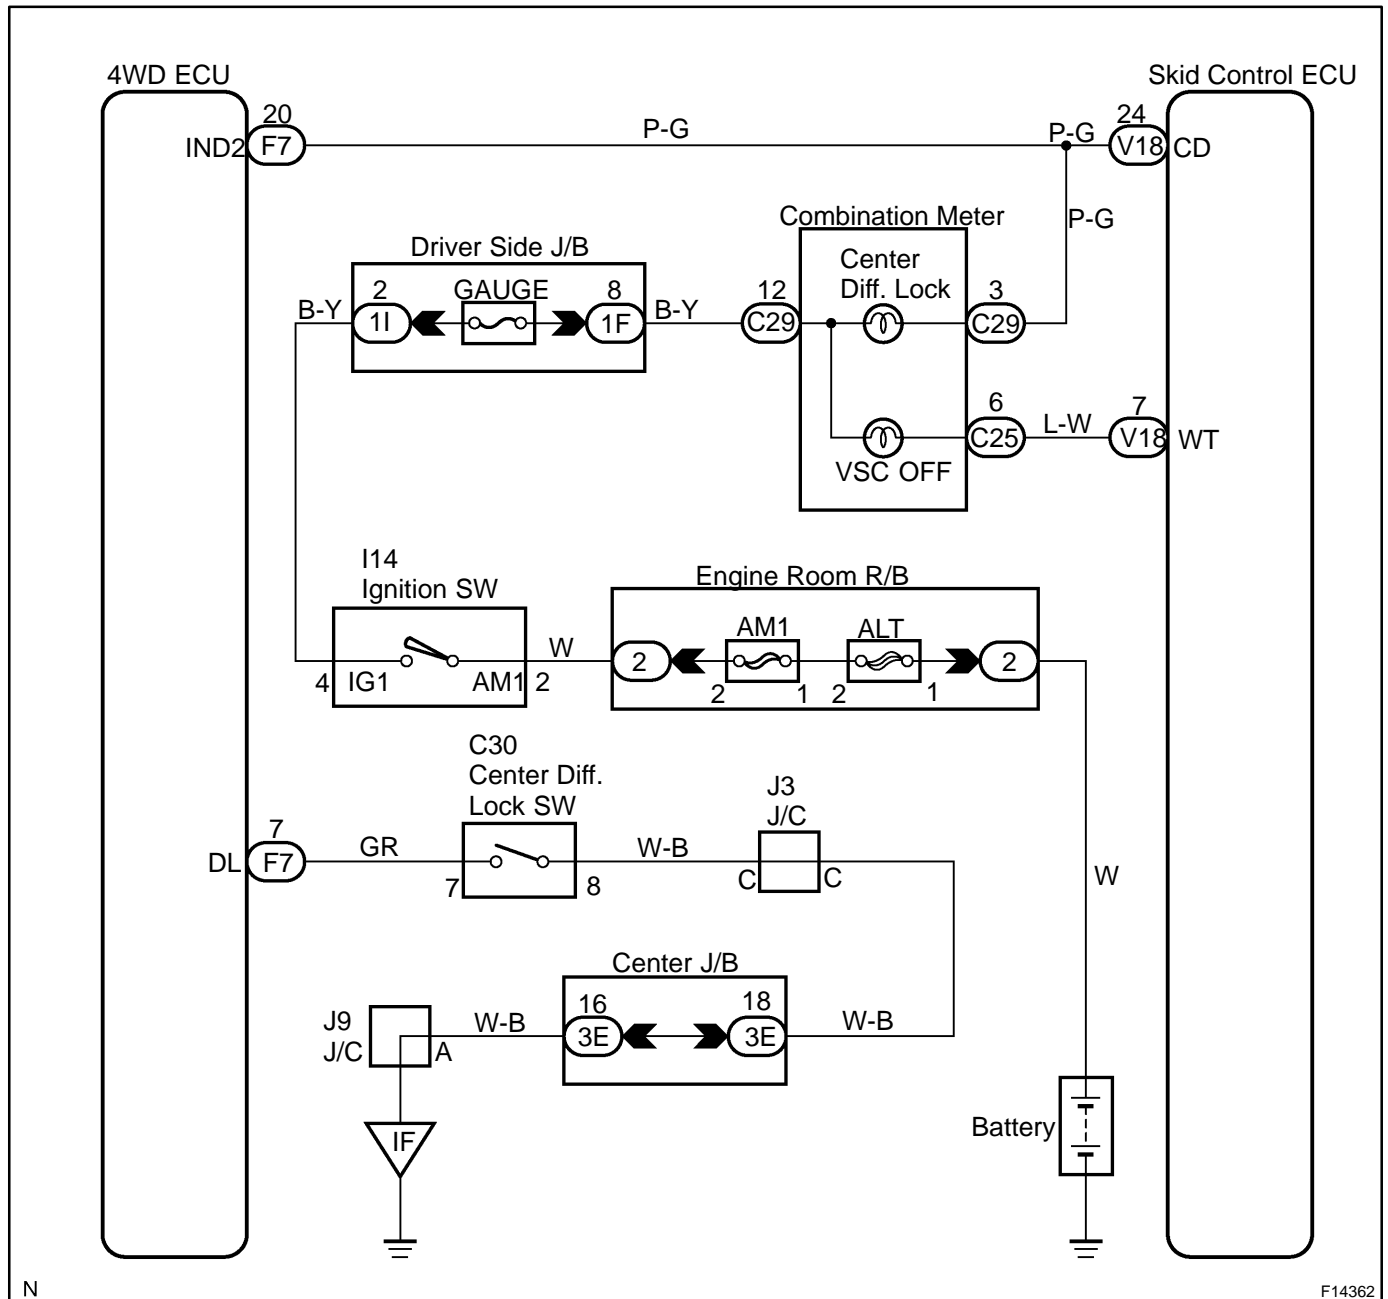 4WD ECU
Skid Control ECU
20
IND2
F7
P-G
P-G
24
V18
CD
P-G
Combination Meter
Driver Side J/B
Center
Diff. Lock
B-Y
2
1I
GAUGE
8
1F
B-Y
12
C29
3
C29
6
C25
L-W
7
V18
WT
VSC OFF
I14
Ignition SW
Engine Room R/B
4
IG1
AM1
2
W
2
AM1
2
1
ALT
2
1
2
C30
Center Diff.
Lock SW
J3
J/C
7
DL
F7
GR
7
8
W-B
C
C
W
Center J/B
J9
J/C
A
W-B
16
3E
18
3E
W-B
IF
Battery
N
F14362